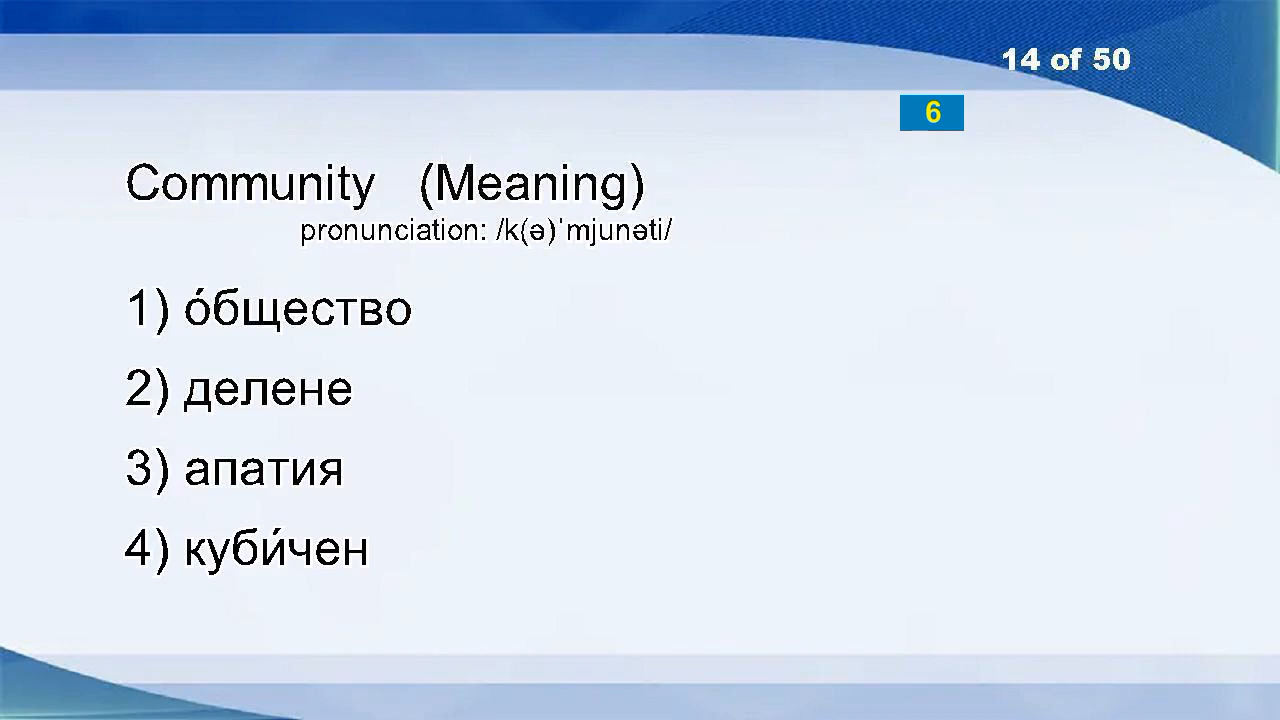 14 of 50
6
Community (Meaning)
pronunciation: /k(ə)ˈmjunəti/
1) о́бщество
2) делене
3) апатия
4) куби́чен